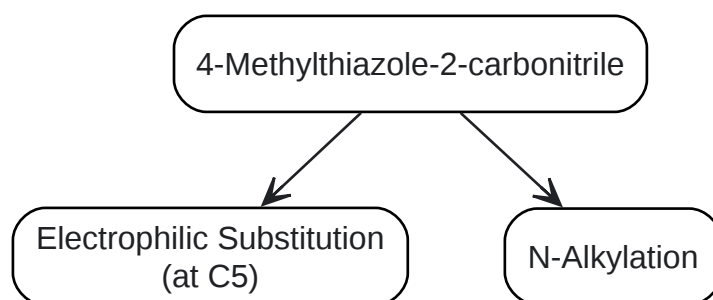 4-Methylthiazole-2-carbonitrile
Electrophilic Substitution
(at C5)
N-Alkylation